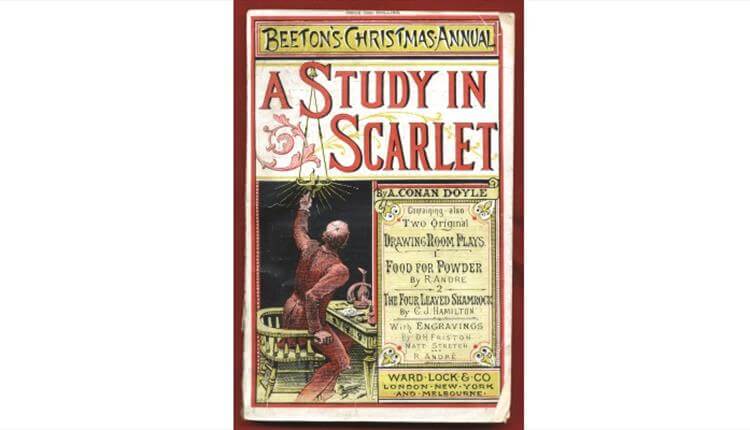 BEETON'S·CHRISTMAS·ANNUAL
A STUDY IN
SCARLET
By A. CONAN DOYLE
Containing also
Two Original
DRAWING ROOM PLAYS.
1
FOOD FOR POWDER
By R. ANDRÉ
2
THE FOUR LEAVED SHAMROCK
By C. J. HAMILTON
With ENGRAVINGS
By D.H FRISTON
MATT STRETCH
AND
R. ANDRÉ
WARD·LOCK·&·CO
LONDON·NEW·YORK
·AND·MELBOURNE·